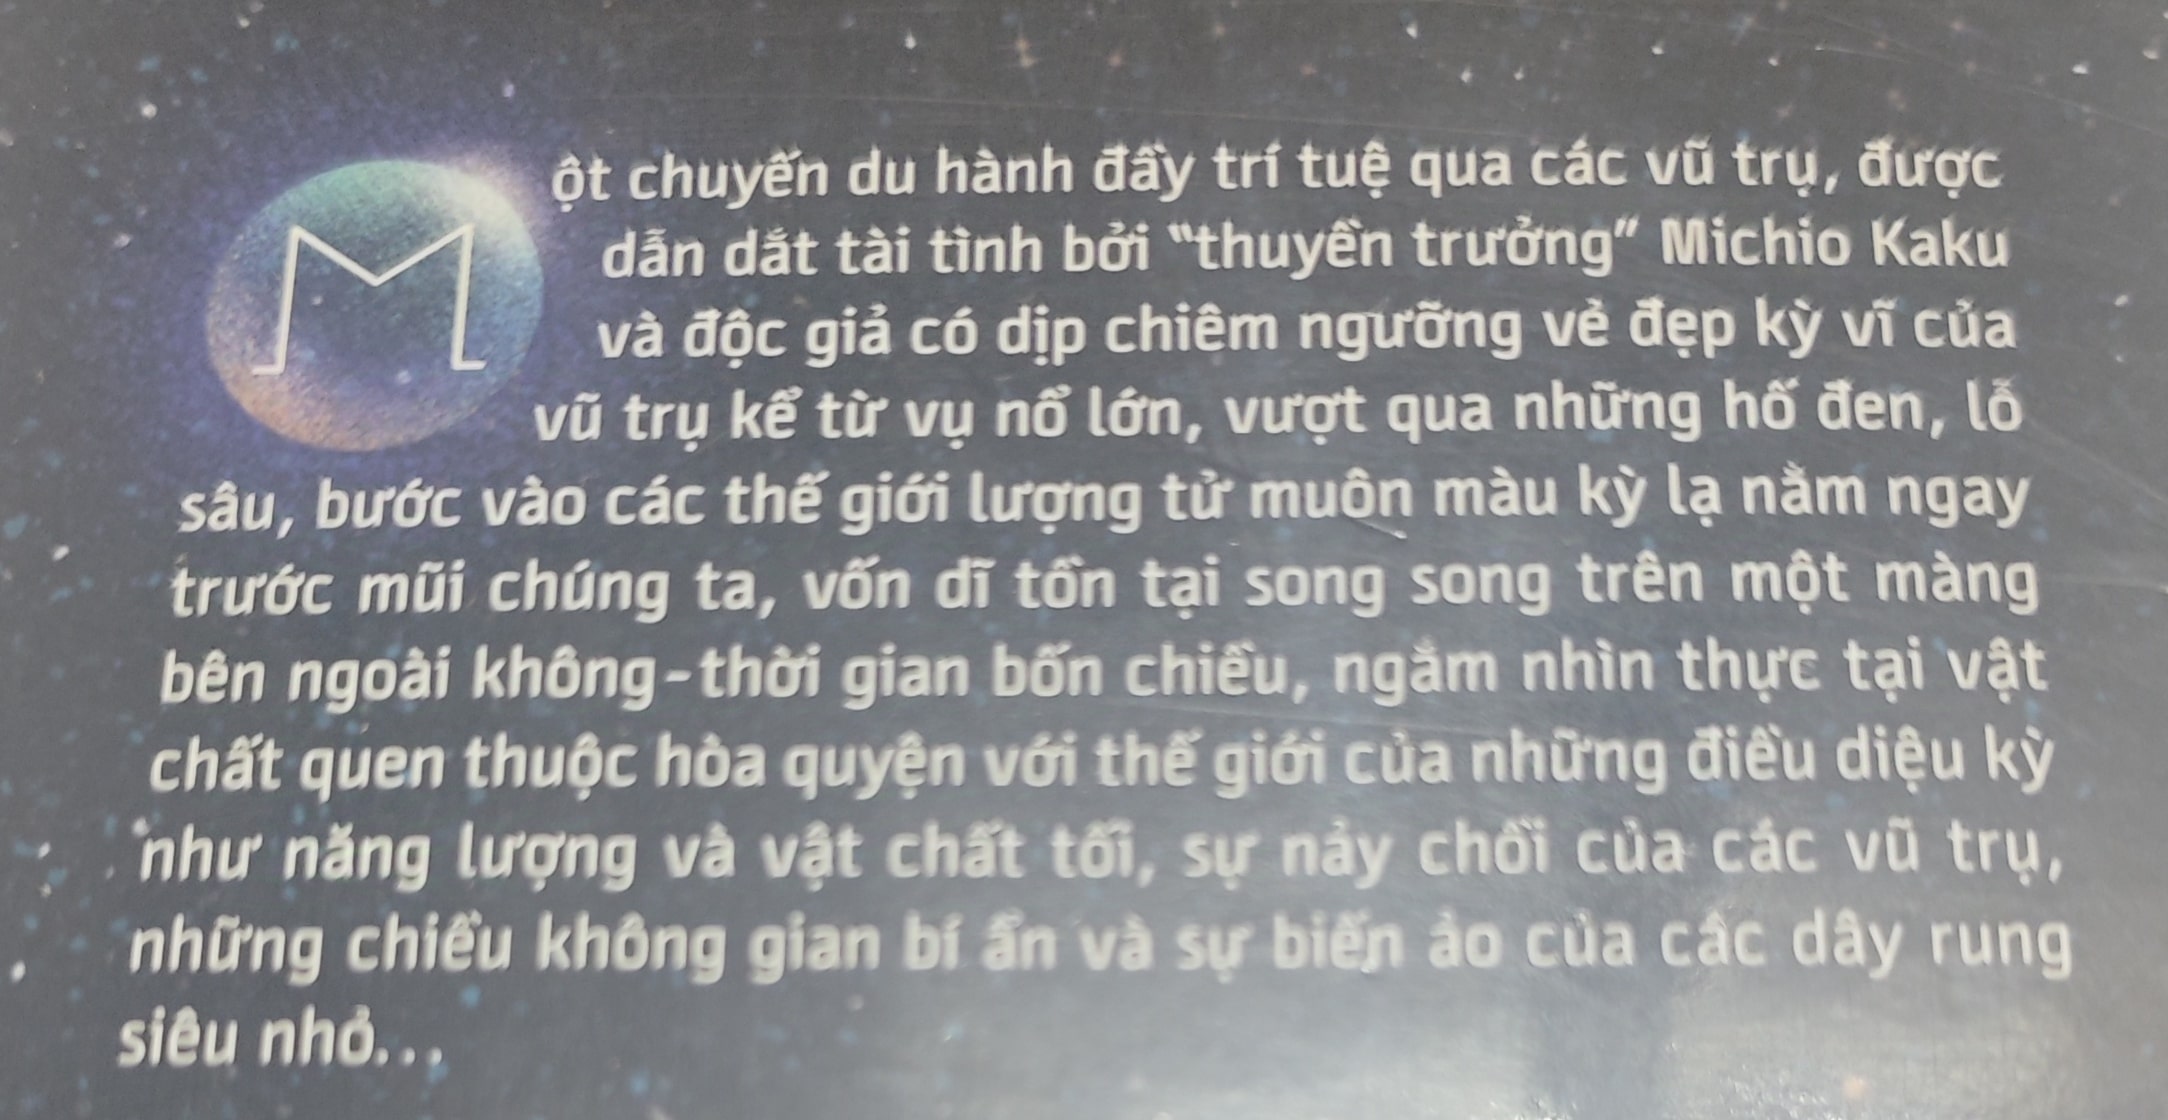 Một chuyến du hành đầy trí tuệ qua các vũ trụ, được
dẫn dắt tài tình bởi "thuyền trưởng" Michio Kaku
và độc giả có dịp chiêm ngưỡng vẻ đẹp kỳ vĩ của
vũ trụ kể từ vụ nổ lớn, vượt qua những hố đen, lỗ
sâu, bước vào các thế giới lượng tử muôn màu kỳ lạ nằm ngay
trước mũi chúng ta, vốn dĩ tồn tại song song trên một màng
bên ngoài không-thời gian bốn chiều, ngắm nhìn thực tại vật
chất quen thuộc hòa quyện với thế giới của những điều diệu kỳ
như năng lượng và vật chất tối, sự nảy chồi của các vũ trụ,
những chiều không gian bí ẩn và sự biến ảo của các dây rung
siêu nhỏ...